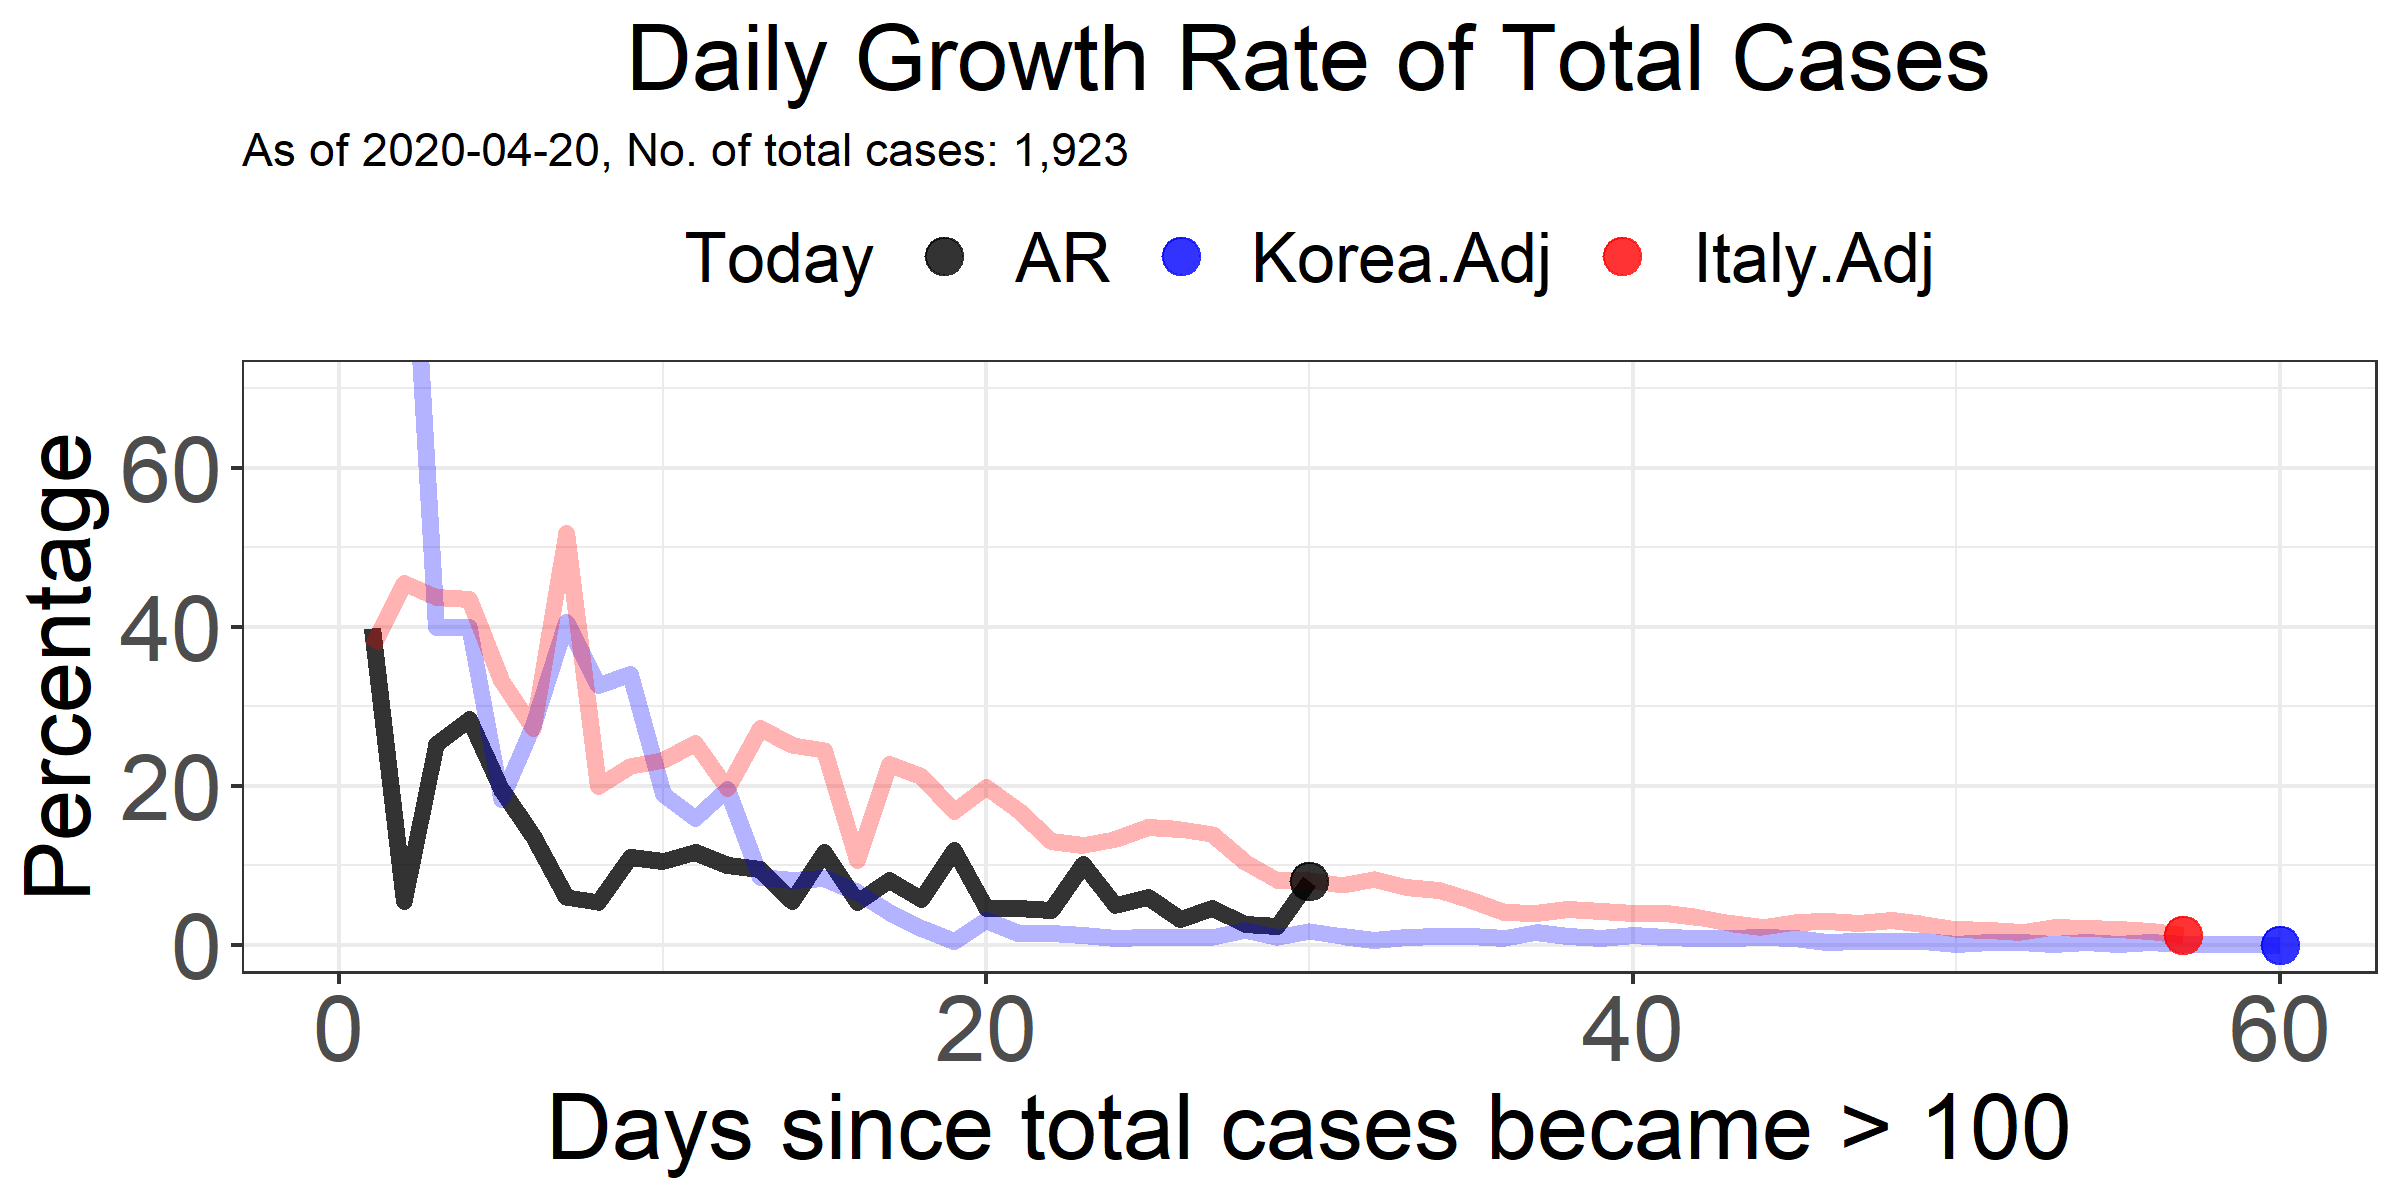 Daily Growth Rate of Total Cases
As of 2020-04-20, No. of total cases: 1,923
Today AR Korea.Adj Italy.Adj
Percentage
60
40
20
0
0 20 40 60
Days since total cases became > 100